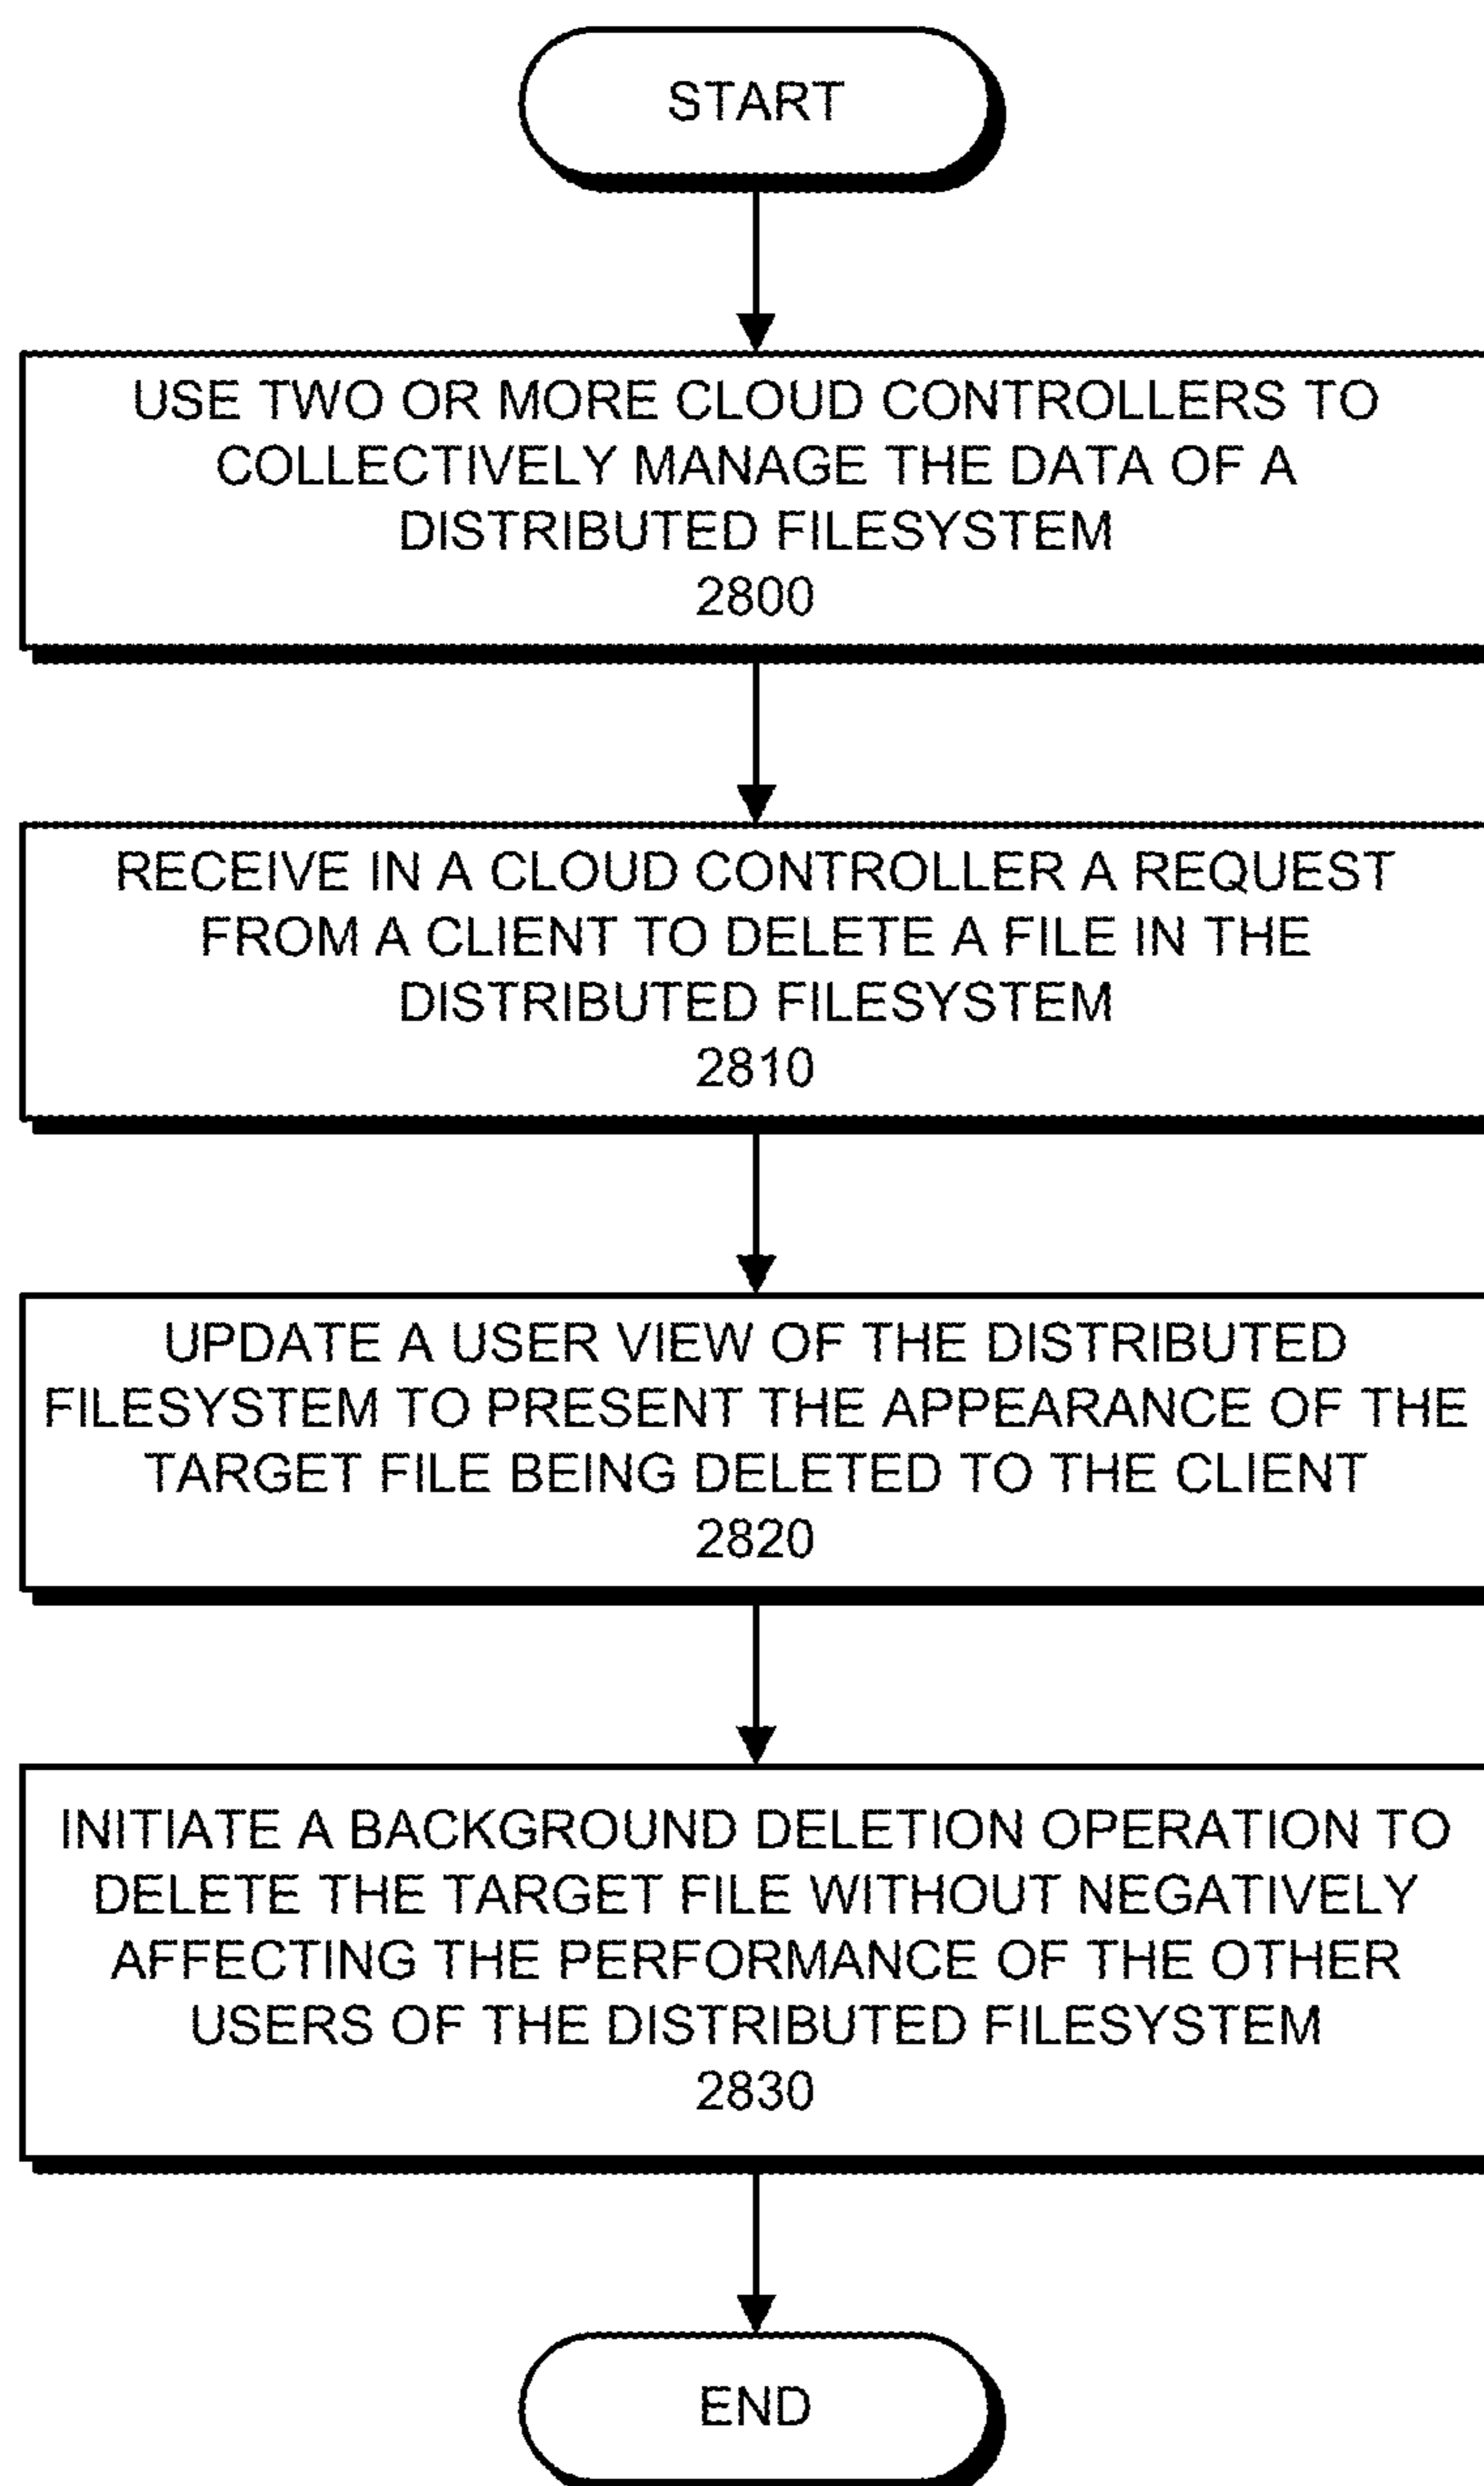 START
USE TWO OR MORE CLOUD CONTROLLERS TO
COLLECTIVELY MANAGE THE DATA OF A
DISTRIBUTED FILESYSTEM
2800
RECEIVE IN A CLOUD CONTROLLER A REQUEST
FROM A CLIENT TO DELETE A FILE IN THE
DISTRIBUTED FILESYSTEM
2810
UPDATE A USER VIEW OF THE DISTRIBUTED
FILESYSTEM TO PRESENT THE APPEARANCE OF THE
TARGET FILE BEING DELETED TO THE CLIENT
2820
INITIATE A BACKGROUND DELETION OPERATION TO
DELETE THE TARGET FILE WITHOUT NEGATIVELY
AFFECTING THE PERFORMANCE OF THE OTHER
USERS OF THE DISTRIBUTED FILESYSTEM
2830
END